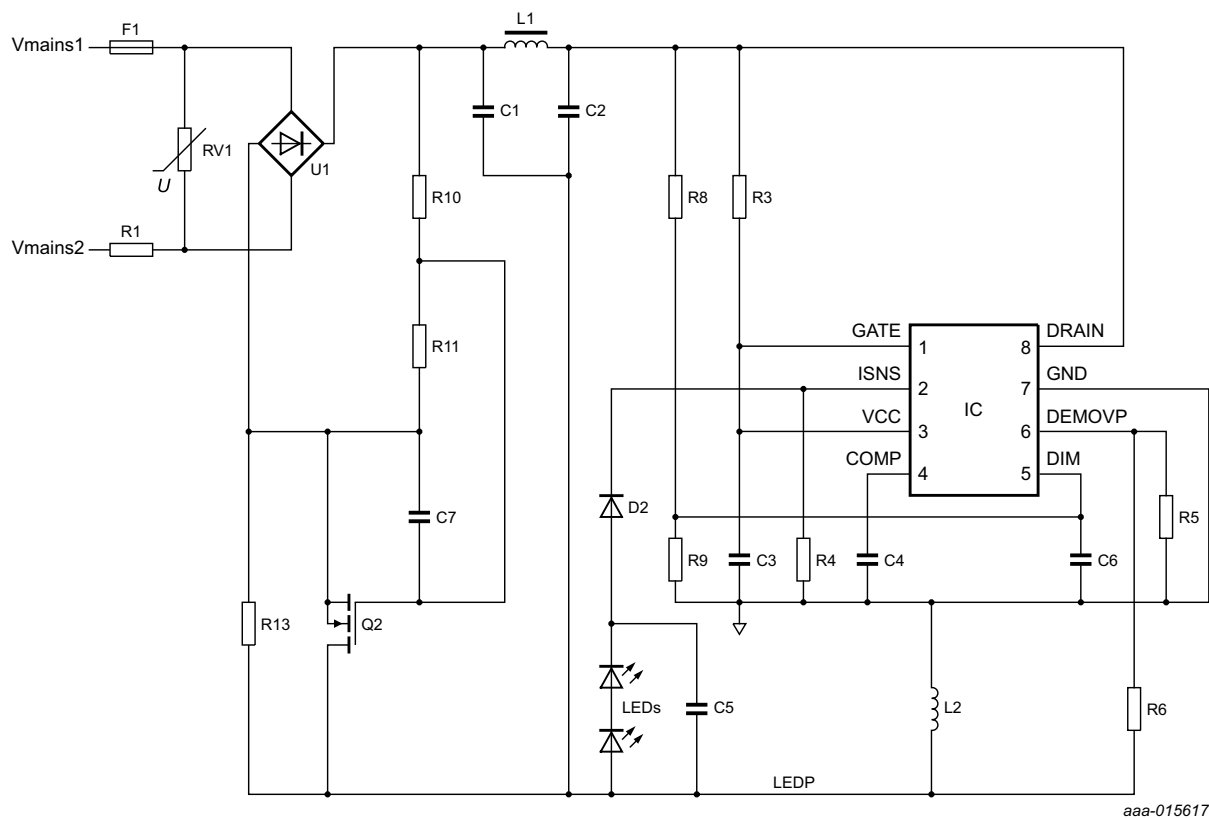 L1
F1
Vmains1
C1
C2
RV1
U
U1
R10
R8
R3
R1
Vmains2
GATE
DRAIN
R11
1
8
ISNS
GND
2
IC
7
VCC
DEMOVP
3
6
COMP
DIM
4
5
D2
C7
R5
R9
C3
R4
C4
C6
R13
Q2
LEDs
C5
L2
R6
LEDP
aaa-015617